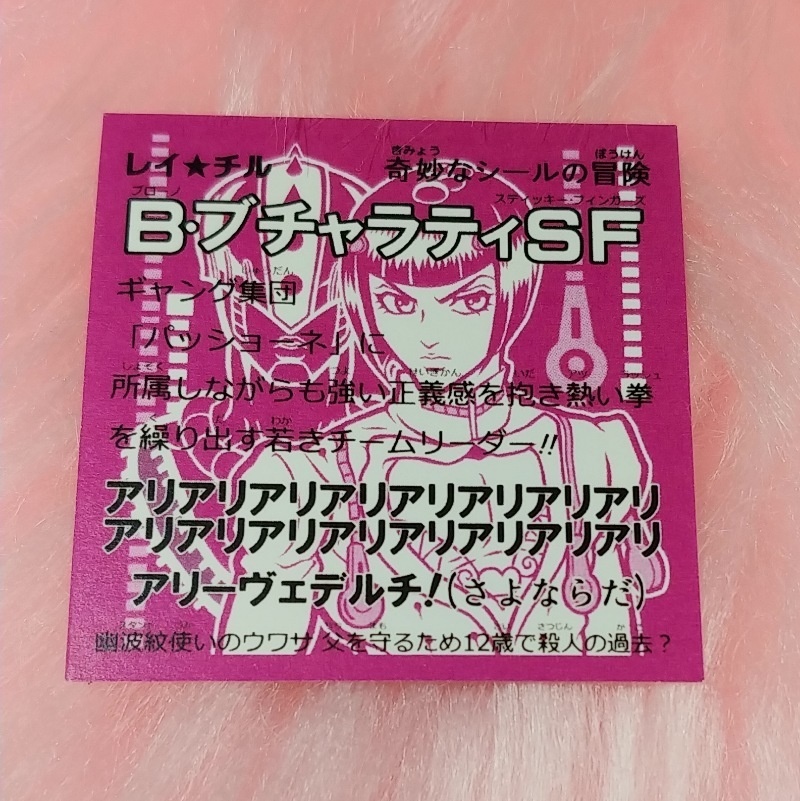 レイ★チル 奇妙なシールの冒険
B・ブチャラティSF
ギャング集団
「パッショーネ」に
所属しながらも強い正義感を抱き熱い拳
を繰り出す若きチームリーダー!!
アリアリアリアリアリアリアリアリ
アリアリアリアリアリアリアリアリ
アリーヴェデルチ!(さよならだ)
幽波紋使いのウワサ 父を守るため12歳で殺人の過去?